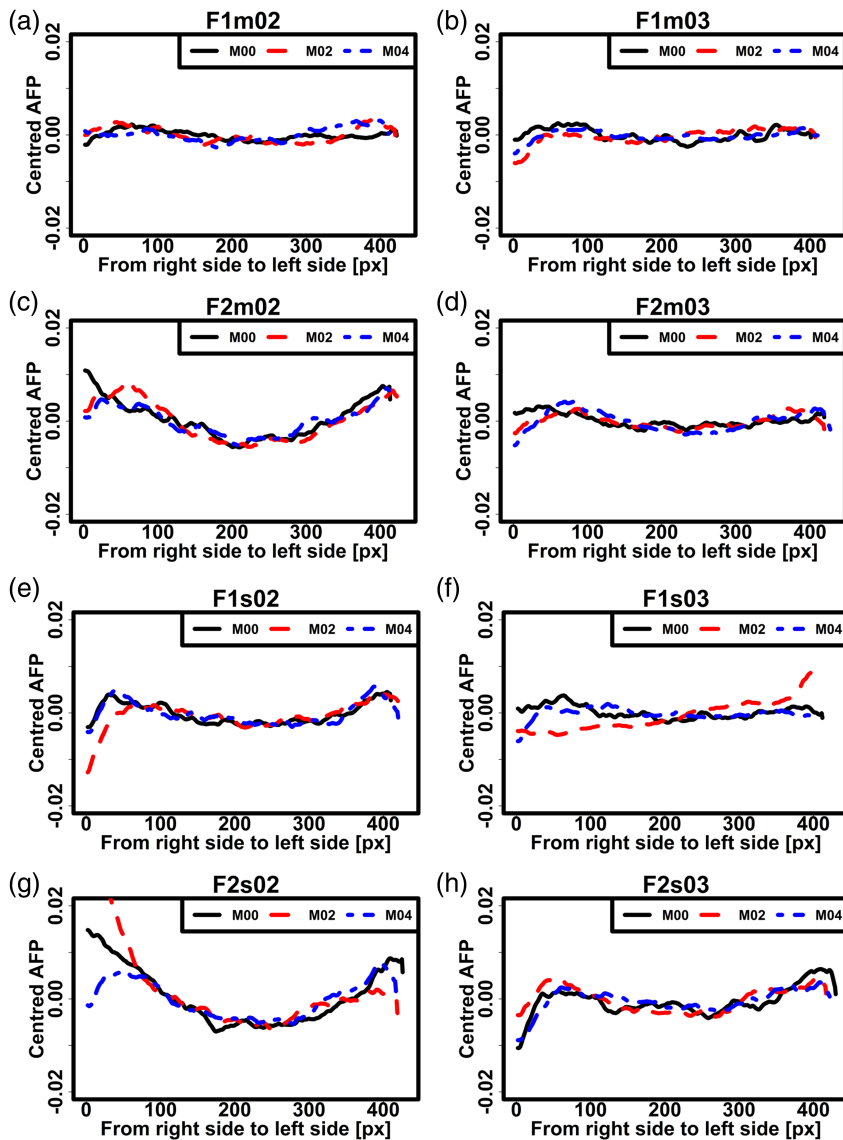 (a) F1m02
M00 M02 M04
Centred AFP
0.02
0.00
-0.02
0 100 200 300 400
From right side to left side [px]
(b) F1m03
M00 M02 M04
Centred AFP
0.02
0.00
-0.02
0 100 200 300 400
From right side to left side [px]
(c) F2m02
M00 M02 M04
Centred AFP
0.02
0.00
-0.02
0 100 200 300 400
From right side to left side [px]
(d) F2m03
M00 M02 M04
Centred AFP
0.02
0.00
-0.02
0 100 200 300 400
From right side to left side [px]
(e) F1s02
M00 M02 M04
Centred AFP
0.02
0.00
-0.02
0 100 200 300 400
From right side to left side [px]
(f) F1s03
M00 M02 M04
Centred AFP
0.02
0.00
-0.02
0 100 200 300 400
From right side to left side [px]
(g) F2s02
M00 M02 M04
Centred AFP
0.02
0.00
-0.02
0 100 200 300 400
From right side to left side [px]
(h) F2s03
M00 M02 M04
Centred AFP
0.02
0.00
-0.02
0 100 200 300 400
From right side to left side [px]